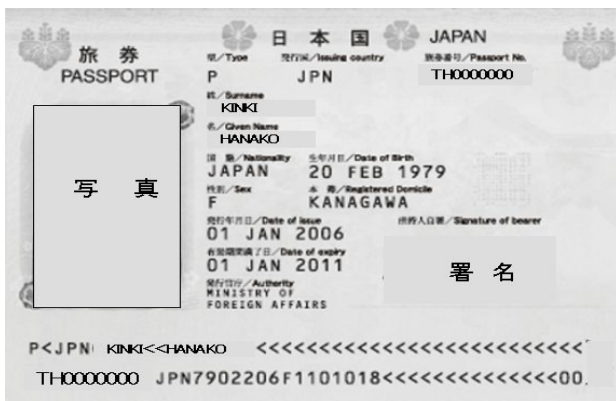 日本国 JAPAN
旅券
PASSPORT
型/Type 発行国/Issuing country 旅券番号/Passport No.
P JPN TH0000000
姓/Surname
KINKI
名/Given Name
HANAKO
国籍/Nationality 生年月日/Date of Birth
JAPAN 20 FEB 1979
性別/Sex 本籍/Registered Domicile
F KANAGAWA
発行年月日/Date of issue 所持人自署/Signature of bearer
01 JAN 2006
有効期間満了日/Date of expiry
01 JAN 2011
発行官庁/Authority
MINISTRY OF
FOREIGN AFFAIRS
写真
署名
P<JPN KINKI<<HANAKO <<<<<<<<<<<<<<<<<<<<<<<<<<<<
TH0000000 JPN7902206F1101018<<<<<<<<<<<<<<00